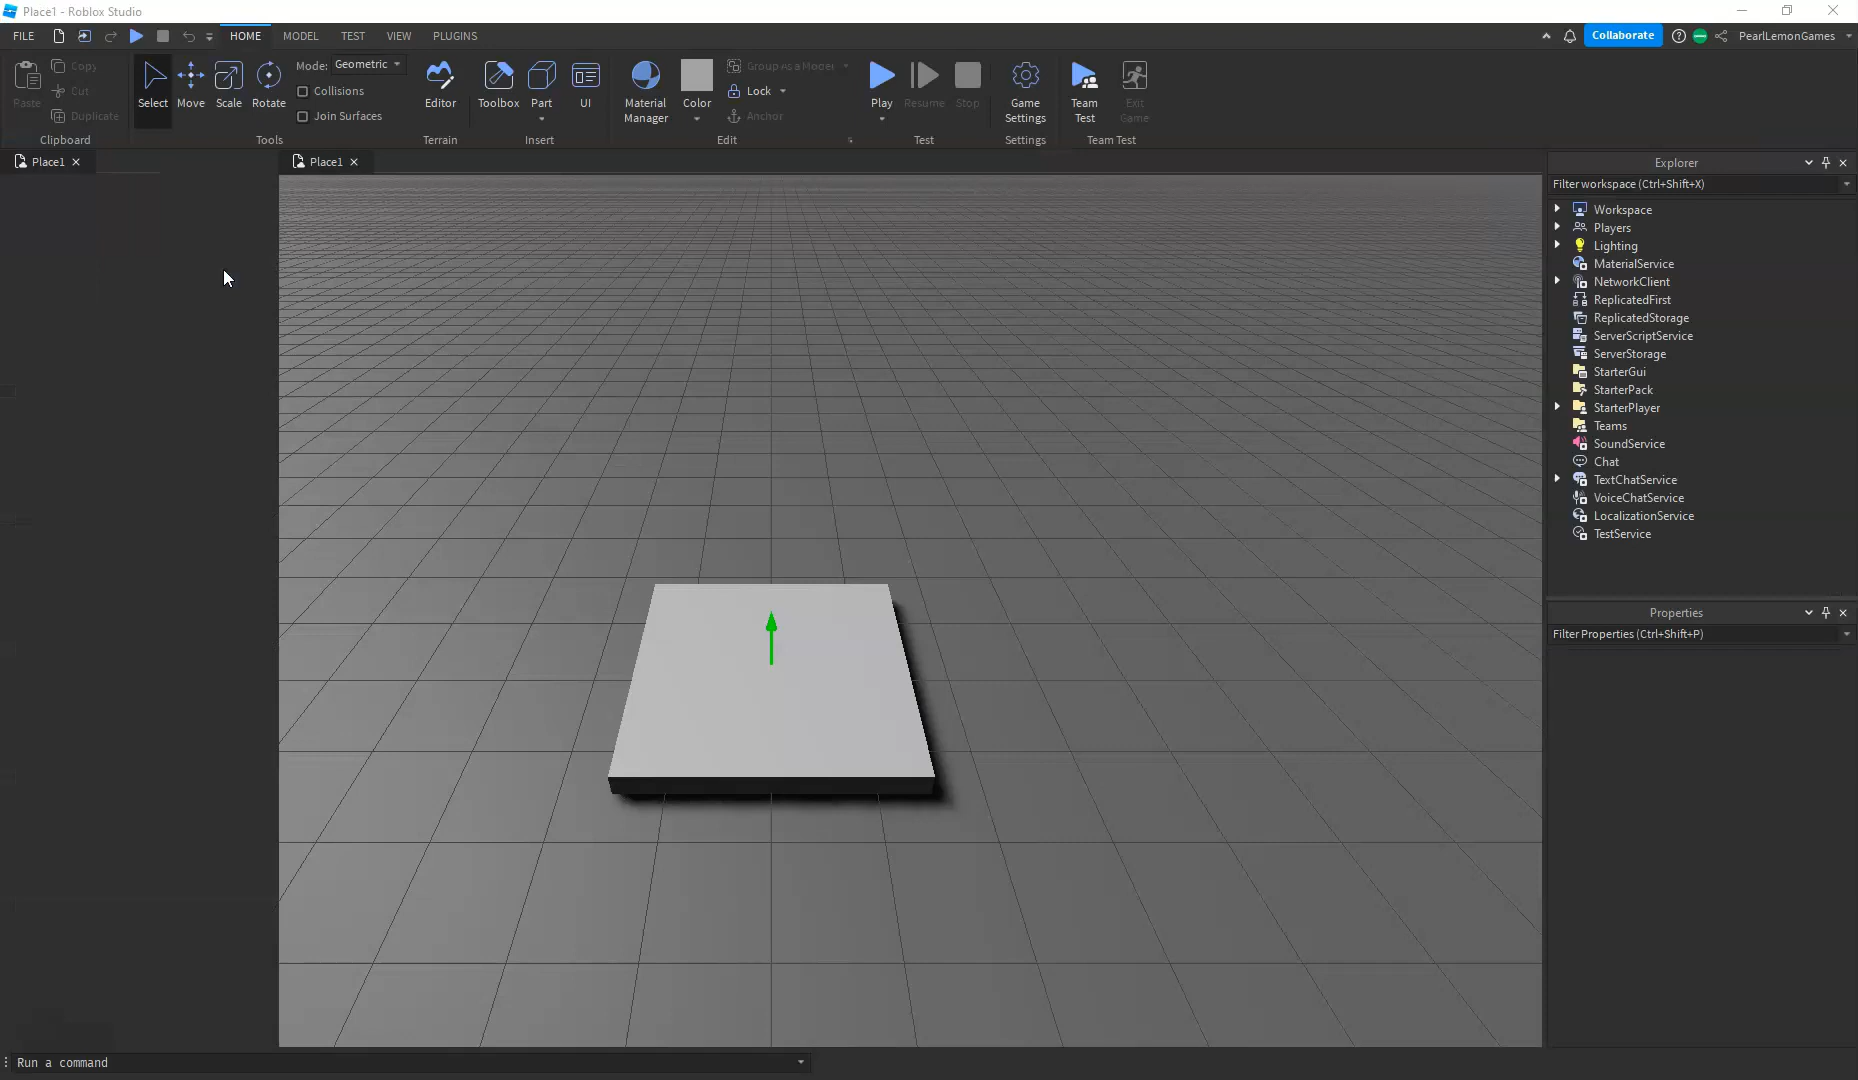 Place1 - Roblox Studio
FILE HOME MODEL TEST VIEW PLUGINS Collaborate PearlLemonGames
Paste
Copy
Cut
Duplicate
Clipboard
Select
Move
Scale
Rotate
Mode: Geometric
Collisions
Join Surfaces
Tools
Editor
Terrain
Toolbox
Part
UI
Insert
Material
Manager
Color
Group As a Model
Lock
Anchor
Edit
Play
Resume
Stop
Test
Game
Settings
Settings
Team
Test
Exit
Game
Team Test
Place1
Place1
Explorer
Filter workspace (Ctrl+Shift+X)
Workspace
Players
Lighting
MaterialService
NetworkClient
ReplicatedFirst
ReplicatedStorage
ServerScriptService
ServerStorage
StarterGui
StarterPack
StarterPlayer
Teams
SoundService
Chat
TextChatService
VoiceChatService
LocalizationService
TestService
Properties
Filter Properties (Ctrl+Shift+P)
Run a command